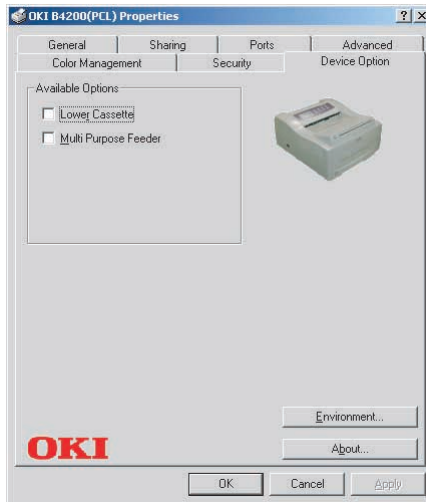 OKI B4200(PCL) Properties
General Sharing Ports Advanced
Color Management Security Device Option
Available Options
Lower Cassette
Multi Purpose Feeder
Environment...
OKI
About...
OK Cancel Apply